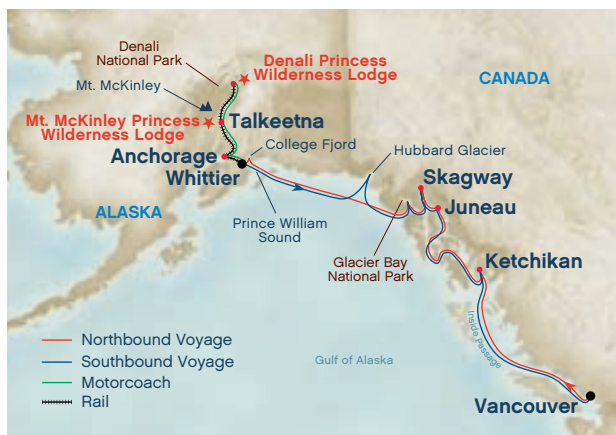 Denali
National Park
Denali Princess
Wilderness Lodge
CANADA
Mt. McKinley
Mt. McKinley Princess
Wilderness Lodge
Talkeetna
College Fjord
Hubbard Glacier
Anchorage
Whittier
Skagway
ALASKA
Prince William
Sound
Juneau
Glacier Bay
National Park
Ketchikan
Inside Passage
Gulf of Alaska
Northbound Voyage
Southbound Voyage
Motorcoach
Rail
Vancouver